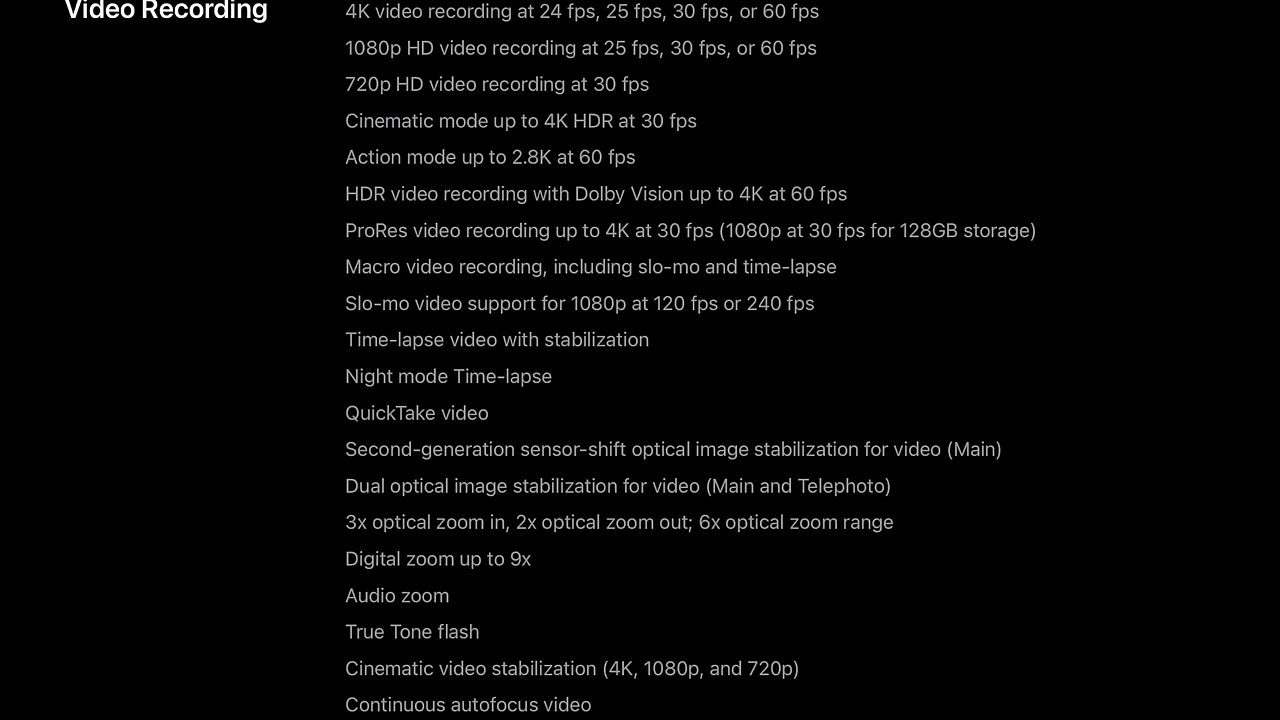 Video Recording
4K video recording at 24 fps, 25 fps, 30 fps, or 60 fps
1080p HD video recording at 25 fps, 30 fps, or 60 fps
720p HD video recording at 30 fps
Cinematic mode up to 4K HDR at 30 fps
Action mode up to 2.8K at 60 fps
HDR video recording with Dolby Vision up to 4K at 60 fps
ProRes video recording up to 4K at 30 fps (1080p at 30 fps for 128GB storage)
Macro video recording, including slo-mo and time-lapse
Slo-mo video support for 1080p at 120 fps or 240 fps
Time-lapse video with stabilization
Night mode Time-lapse
QuickTake video
Second-generation sensor-shift optical image stabilization for video (Main)
Dual optical image stabilization for video (Main and Telephoto)
3x optical zoom in, 2x optical zoom out; 6x optical zoom range
Digital zoom up to 9x
Audio zoom
True Tone flash
Cinematic video stabilization (4K, 1080p, and 720p)
Continuous autofocus video